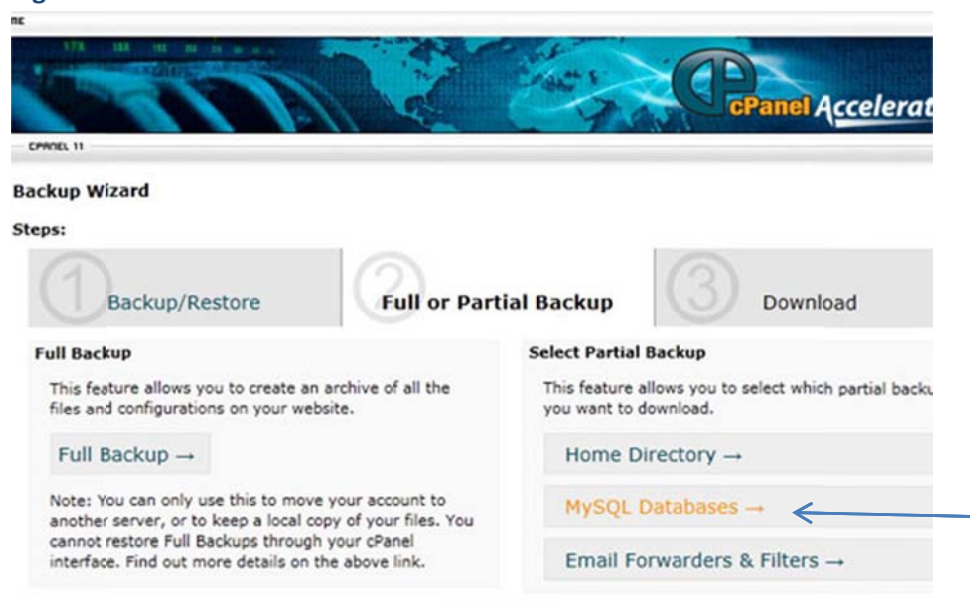 CPANEL 11
cPanel Accelerat
Backup Wizard
Steps:
1 Backup/Restore
2 Full or Partial Backup
3 Download
Full Backup
This feature allows you to create an archive of all the
files and configurations on your website.
Full Backup →
Note: You can only use this to move your account to
another server, or to keep a local copy of your files. You
cannot restore Full Backups through your cPanel
interface. Find out more details on the above link.
Select Partial Backup
This feature allows you to select which partial backu
you want to download.
Home Directory →
MySQL Databases →
Email Forwarders & Filters →